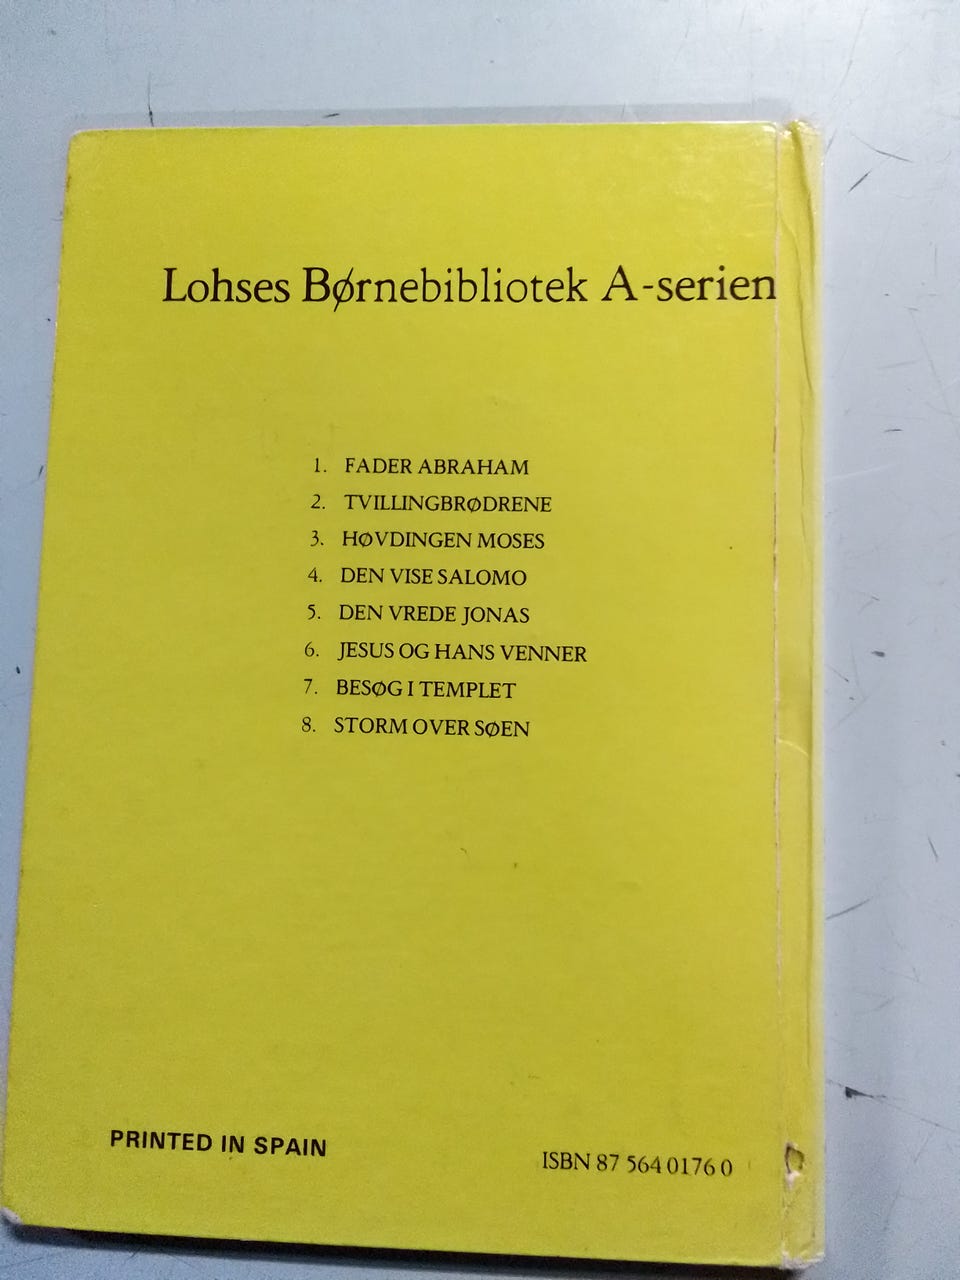 Lohses Børnebibliotek A-serien
1. FADER ABRAHAM
2. TVILLINGBRØDRENE
3. HØVDINGEN MOSES
4. DEN VISE SALOMO
5. DEN VREDE JONAS
6. JESUS OG HANS VENNER
7. BESØG I TEMPLET
8. STORM OVER SØEN
PRINTED IN SPAIN
ISBN 87 564 0176 0